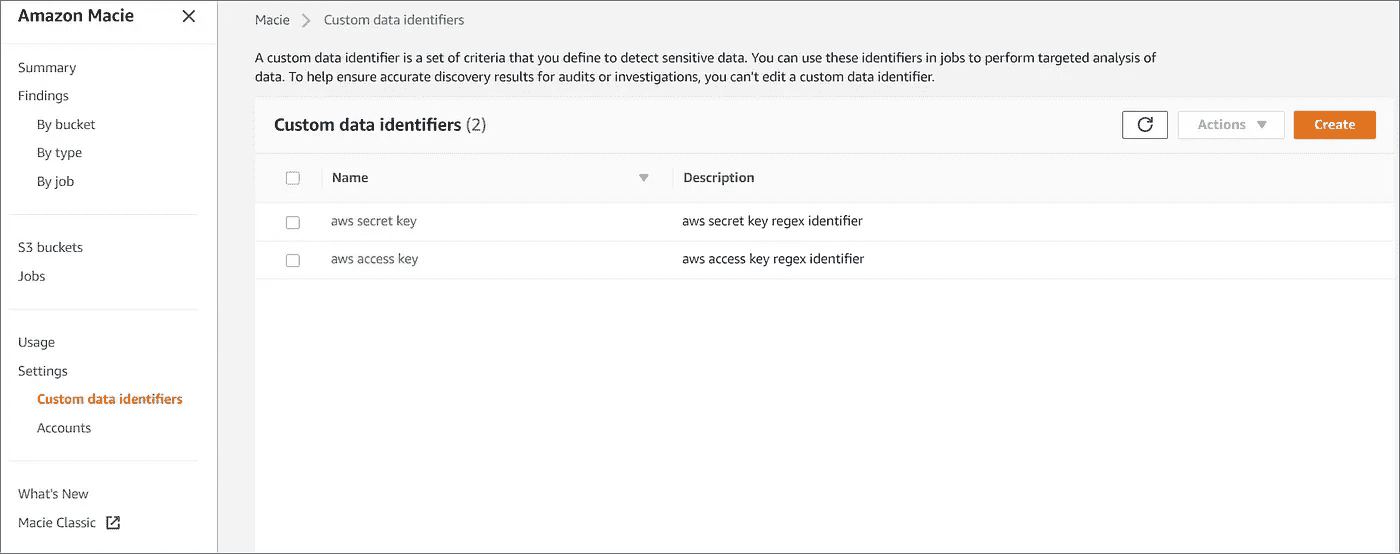 Amazon Macie
Summary
Findings
By bucket
By type
By job
S3 buckets
Jobs
Usage
Settings
Custom data identifiers
Accounts
What's New
Macie Classic
Macie Custom data identifiers
A custom data identifier is a set of criteria that you define to detect sensitive data. You can use these identifiers in jobs to perform targeted analysis of
data. To help ensure accurate discovery results for audits or investigations, you can't edit a custom data identifier.
Custom data identifiers (2)
Actions
Create
Name Description
aws secret key aws secret key regex identifier
aws access key aws access key regex identifier